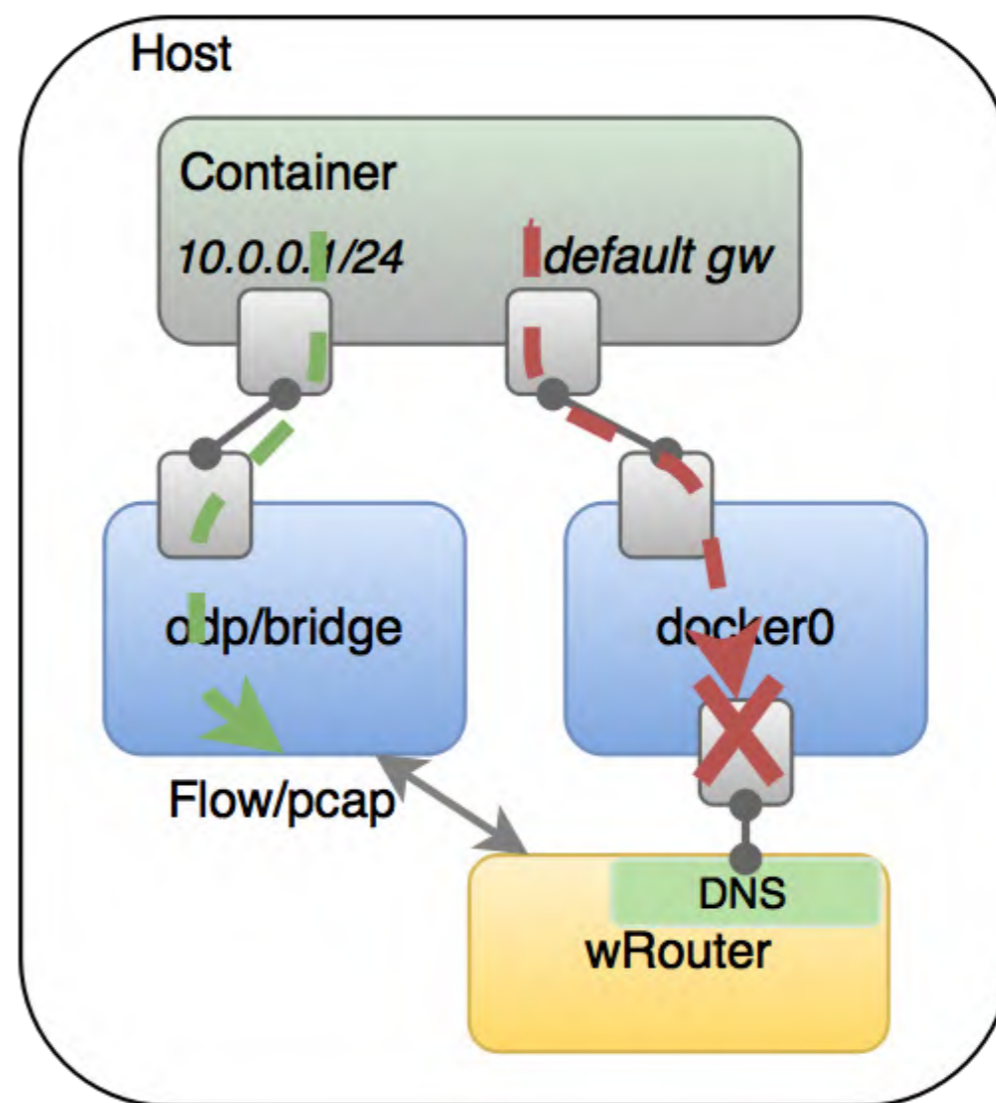 Host
Container
10.0.0.1/24
default gw
odp/bridge
docker0
Flow/pcap
DNS
wRouter